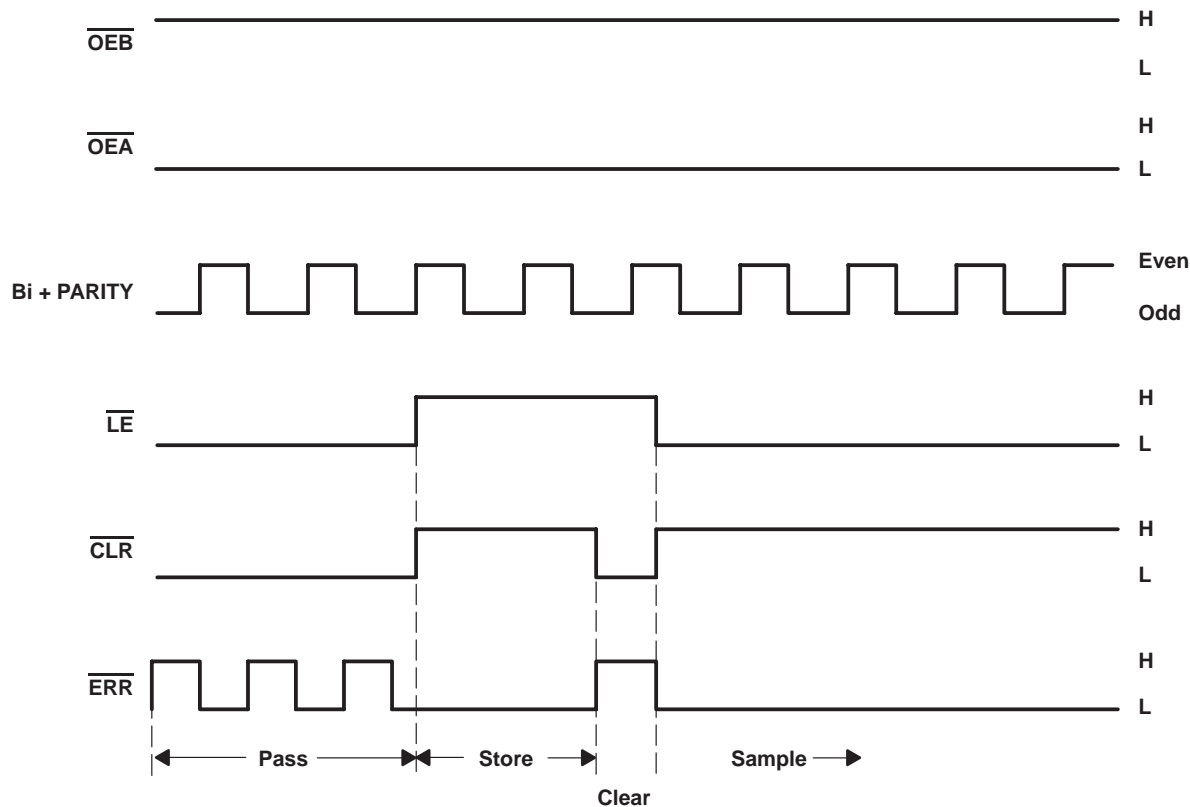 H
OEB
L
H
OEA
L
Even
Bi + PARITY
Odd
H
LE
L
H
CLR
L
H
ERR
L
Pass
Store
Sample
Clear